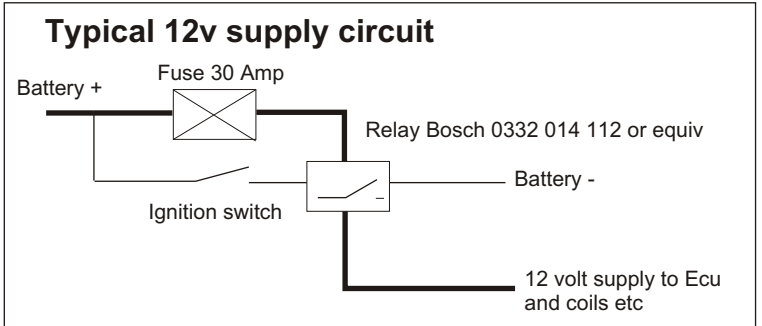 Typical 12v supply circuit
Fuse 30 Amp
Battery +
Relay Bosch 0332 014 112 or equiv
Battery -
Ignition switch
12 volt supply to Ecu
and coils etc